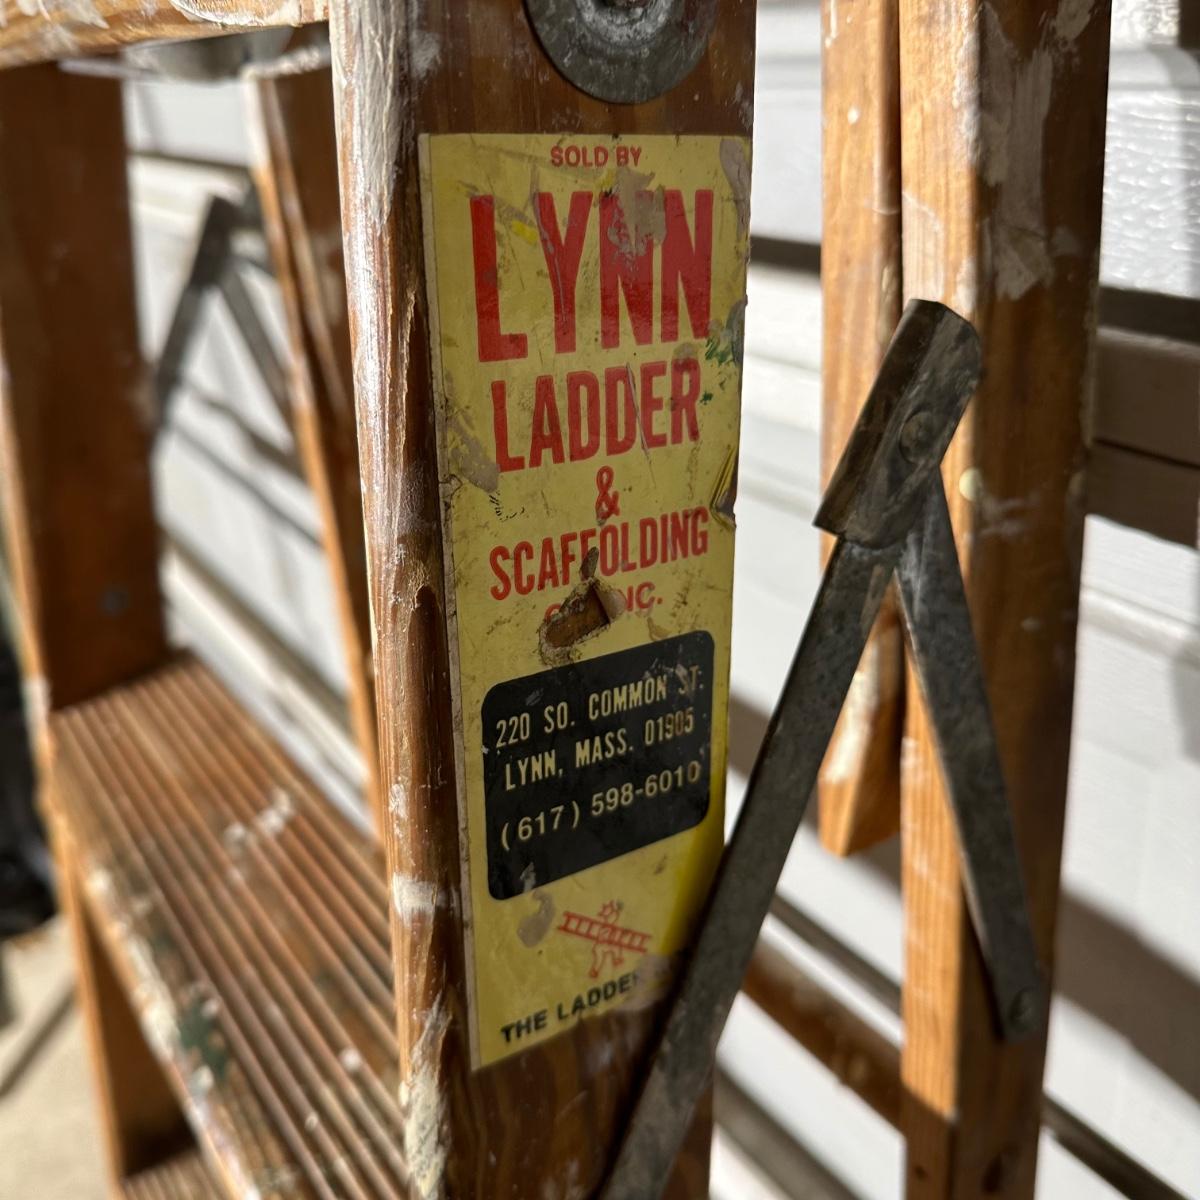 SOLD BY
LYNN
LADDER
&
SCAFFOLDING
220 SO. COMMON ST.
LYNN, MASS. 01905
(617) 598-6010
THE LADDER